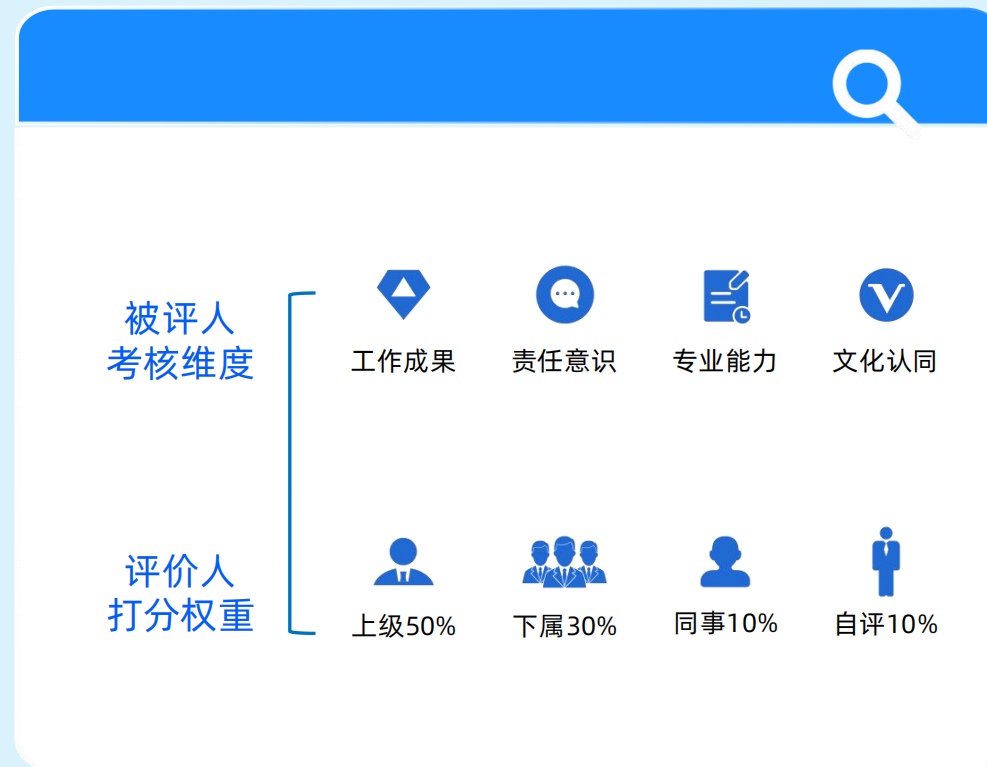 被评人
考核维度
工作成果
责任意识
专业能力
文化认同
评价人
打分权重
上级50%
下属30%
同事10%
自评10%